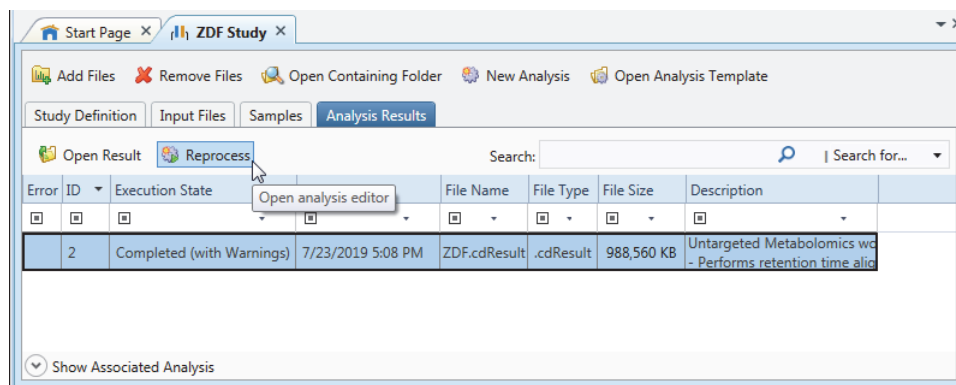 Start Page ZDF Study
Add Files Remove Files Open Containing Folder New Analysis Open Analysis Template
Study Definition Input Files Samples Analysis Results
Open Result Reprocess Search: | Search for...
Error ID Execution State File Name File Type File Size Description
Open analysis editor
2 Completed (with Warnings) 7/23/2019 5:08 PM ZDF.cdResult .cdResult 988,560 KB Untargeted Metabolomics wo
- Performs retention time alig
Show Associated Analysis